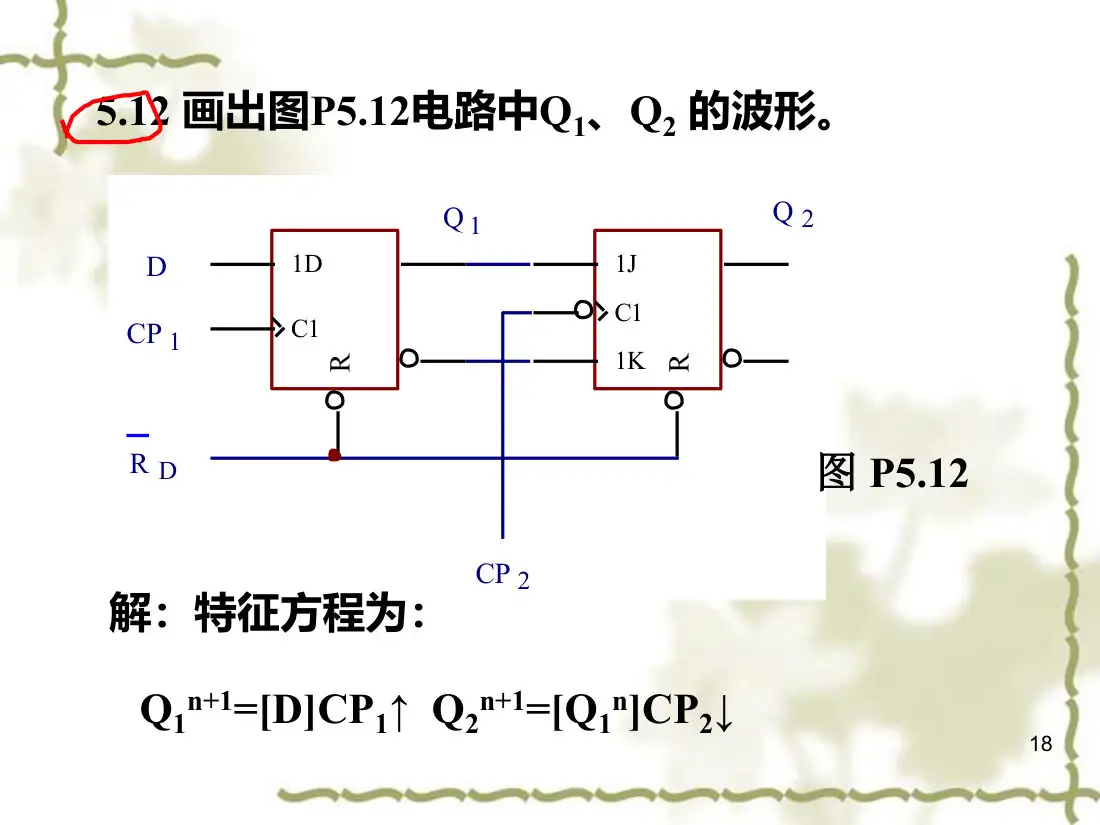 5.12 画出图P5.12电路中Q1、Q2 的波形。
Q 1
Q 2
D
1D
1J
CP 1
C1
C1
R
1K
R
R D
图 P5.12
CP 2
解：特征方程为：
Q1n+1=[D]CP1↑ Q2n+1=[Q1n]CP2↓
18